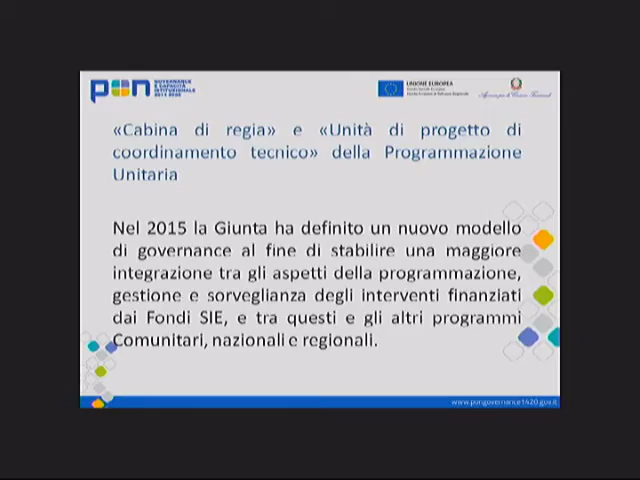 pon GOVERNANCE
E CAPACITÀ
ISTITUZIONALE
2014-2020
UNIONE EUROPEA
«Cabina di regia» e «Unità di progetto di
coordinamento tecnico» della Programmazione
Unitaria
Nel 2015 la Giunta ha definito un nuovo modello
di governance al fine di stabilire una maggiore
integrazione tra gli aspetti della programmazione,
gestione e sorveglianza degli interventi finanziati
dai Fondi SIE, e tra questi e gli altri programmi
Comunitari, nazionali e regionali.
www.pongovernance1420.gov.it